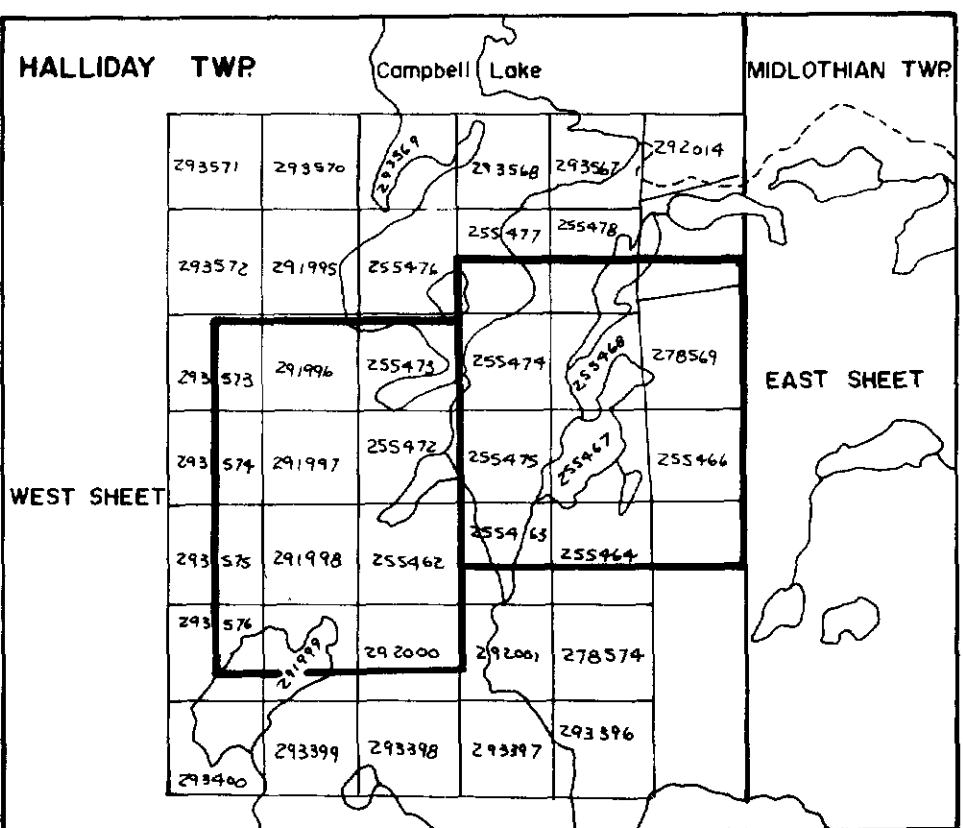 HALLIDAY TWP.
Campbell Lake
MIDLOTHIAN TWP.
293571 293570 293569 293568 293567 292014
255477 255478
293572 291995 255476
293573 291996 255473 255474 255468 278569
EAST SHEET
293574 291997 255472 255475 255467 255466
WEST SHEET
255463
293575 291998 255462 255464
293576 291999 292000 292001 278574
293399 293398 293397 293396
293400